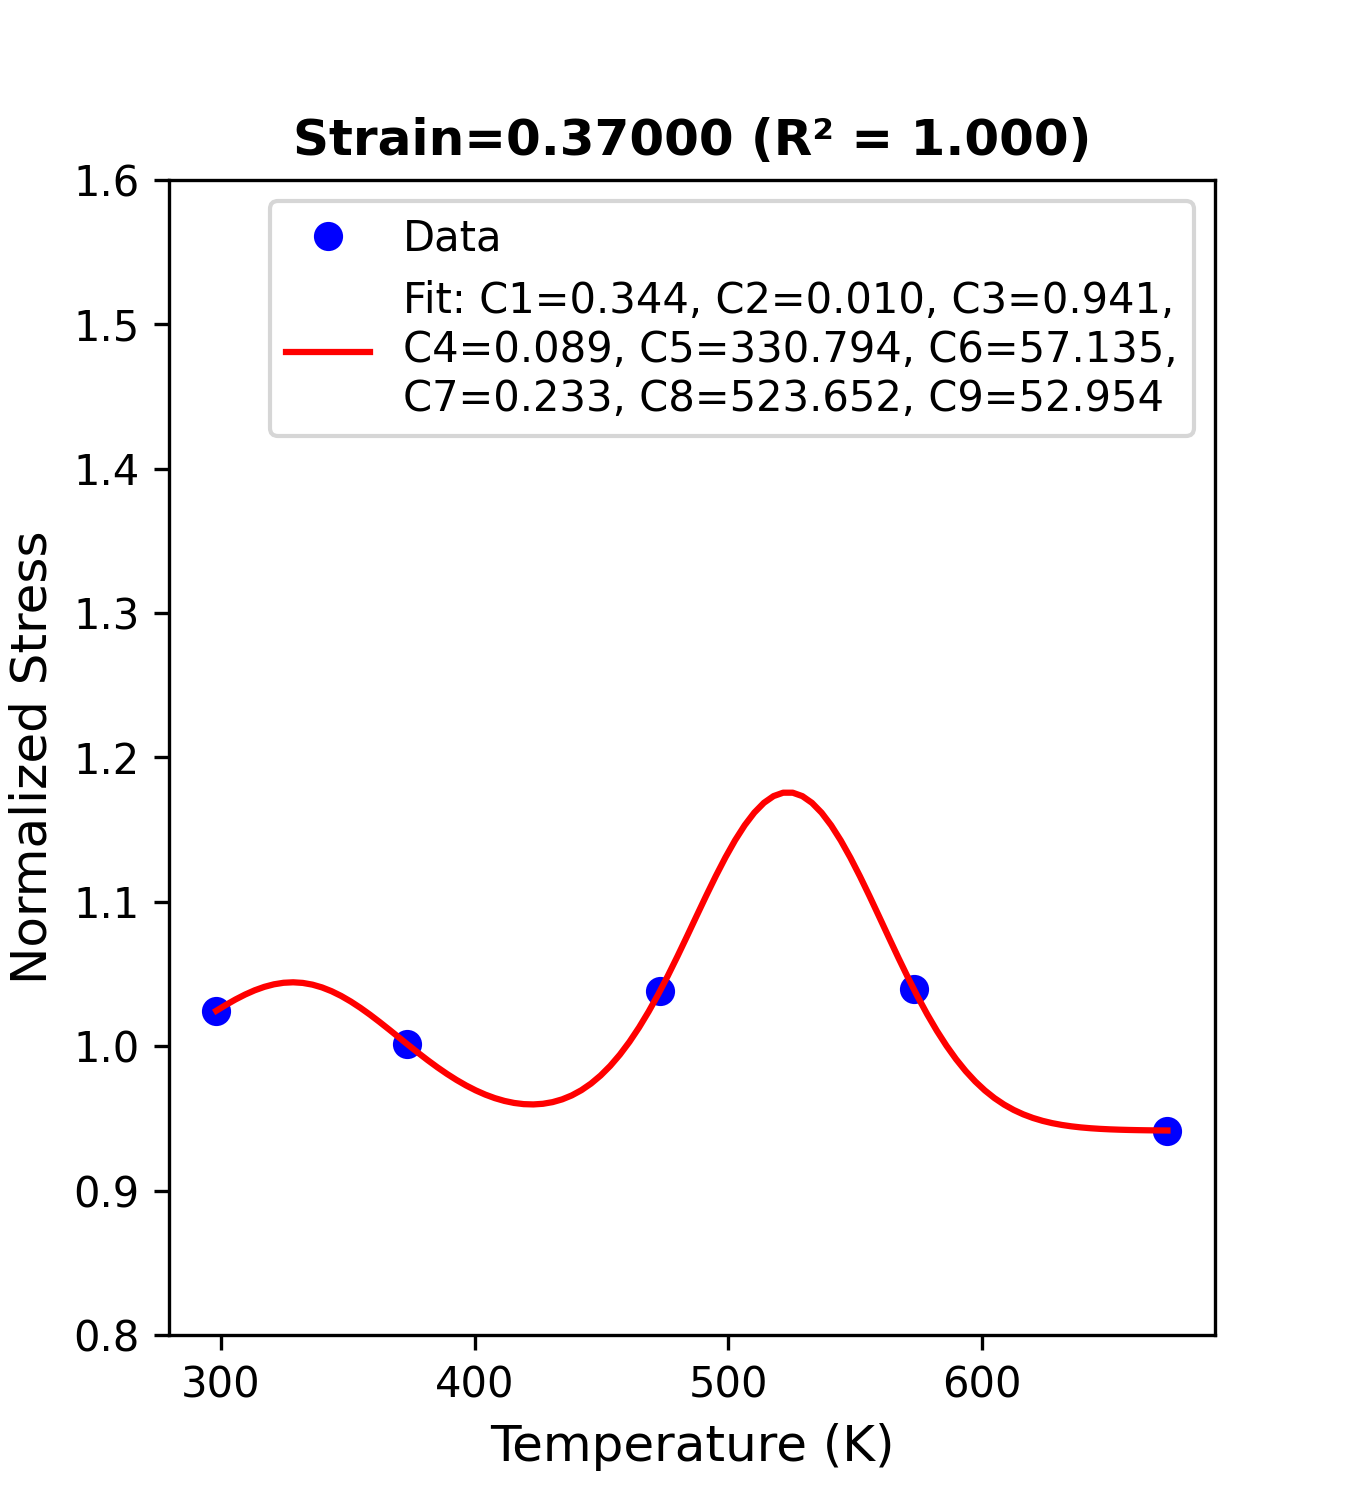 Strain=0.37000 (R² = 1.000)
1.6
1.5
1.4
1.3
1.2
1.1
1.0
0.9
0.8
Normalized Stress
Data
Fit: C1=0.344, C2=0.010, C3=0.941,
C4=0.089, C5=330.794, C6=57.135,
C7=0.233, C8=523.652, C9=52.954
300 400 500 600
Temperature (K)